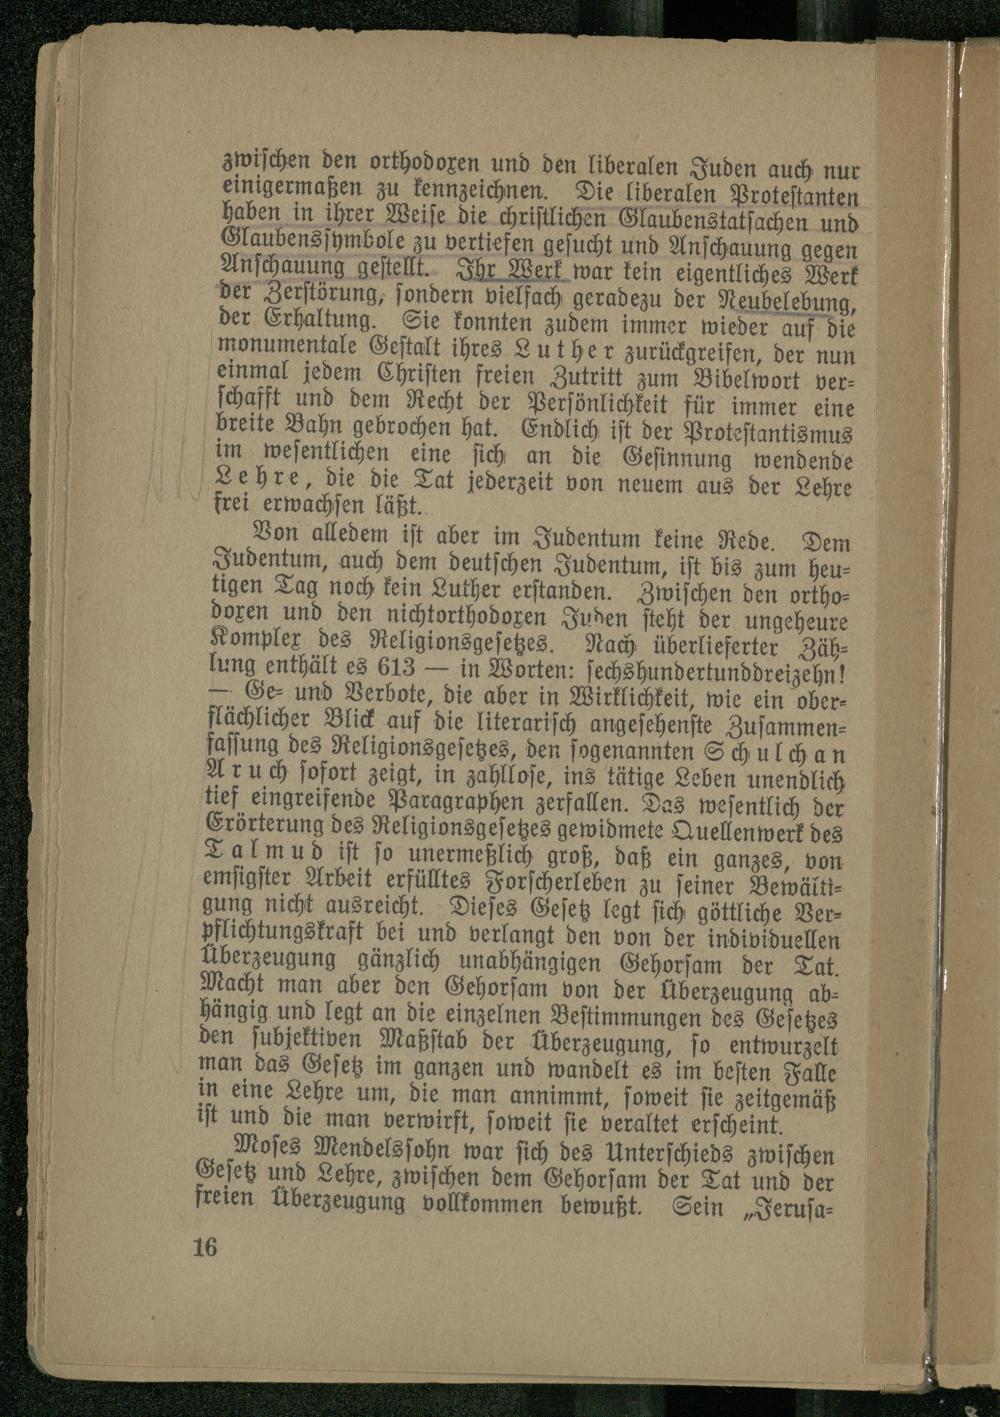 zwischen den orthodoxen und den liberalen Juden auch nur
einigermaßen zu kennzeichnen. Die liberalen Protestanten
haben in ihrer Weise die christlichen Glaubenstatsachen und
Glaubenssymbole zu vertiefen gesucht und Anschauung gegen
Anschauung gestellt. Ihr Werk war kein eigentliches Werk
der Zerstörung, sondern vielfach geradezu der Neubelebung,
der Erhaltung. Sie konnten zudem immer wieder auf die
monumentale Gestalt ihres Luther zurückgreifen, der nun
einmal jedem Christen freien Zutritt zum Bibelwort ver-
schafft und dem Recht der Persönlichkeit für immer eine
breite Bahn gebrochen hat. Endlich ist der Protestantismus
im wesentlichen eine sich an die Gesinnung wendende
Lehre, die die Tat jederzeit von neuem aus der Lehre
frei erwachsen läßt.
Von alledem ist aber im Judentum keine Rede. Dem
Judentum, auch dem deutschen Judentum, ist bis zum heu-
tigen Tag noch kein Luther erstanden. Zwischen den ortho-
doxen und den nichtorthodoxen Juden steht der ungeheure
Komplex des Religionsgesetzes. Nach überlieferter Zäh-
lung enthält es 613 — in Worten: sechshundertunddreizehn!
— Ge- und Verbote, die aber in Wirklichkeit, wie ein ober-
flächlicher Blick auf die literarisch angesehenste Zusammen-
fassung des Religionsgesetzes, den sogenannten Schulchan
Aruch sofort zeigt, in zahllose, ins tätige Leben unendlich
tief eingreifende Paragraphen zerfallen. Das wesentlich der
Erörterung des Religionsgesetzes gewidmete Quellenwerk des
Talmud ist so unermeßlich groß, daß ein ganzes, von
emsigster Arbeit erfülltes Forscherleben zu seiner Bewälti-
gung nicht ausreicht. Dieses Gesetz legt sich göttliche Ver-
pflichtungskraft bei und verlangt den von der individuellen
Überzeugung gänzlich unabhängigen Gehorsam der Tat.
Macht man aber den Gehorsam von der Überzeugung ab-
hängig und legt an die einzelnen Bestimmungen des Gesetzes
den subjektiven Maßstab der Überzeugung, so entwurzelt
man das Gesetz im ganzen und wandelt es im besten Falle
in eine Lehre um, die man annimmt, soweit sie zeitgemäß
ist und die man verwirft, soweit sie veraltet erscheint.
Moses Mendelssohn war sich des Unterschieds zwischen
Gesetz und Lehre, zwischen dem Gehorsam der Tat und der
freien Überzeugung vollkommen bewußt. Sein „Jerusa-
16